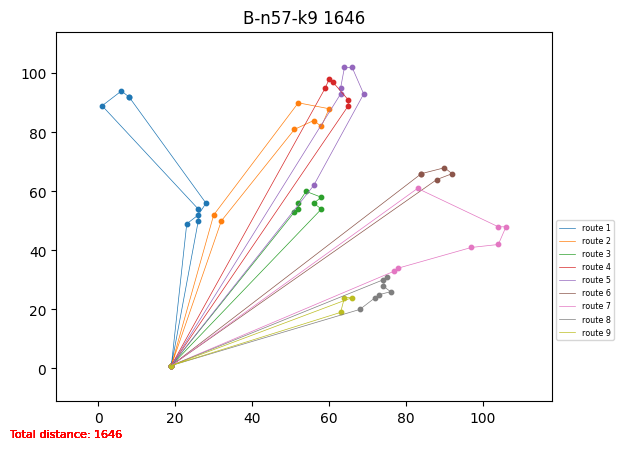 B-n57-k9 1646
100
80
60
40
20
0
0 20 40 60 80 100
route 1
route 2
route 3
route 4
route 5
route 6
route 7
route 8
route 9
Total distance: 1646